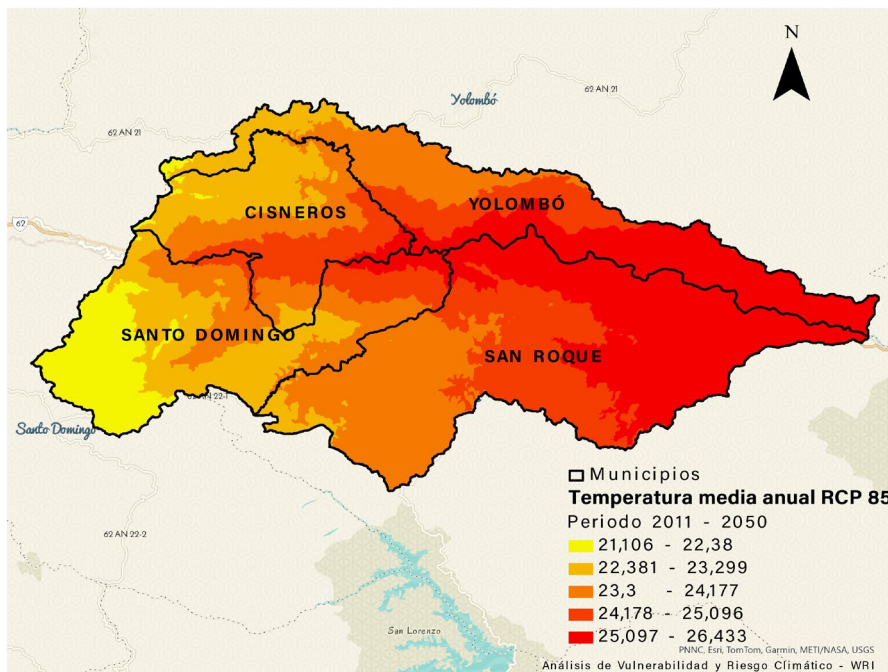 N
Yolombó
62 AN 21
62 AN 21
YOLOMBÓ
CISNEROS
62
SANTO DOMINGO
SAN ROQUE
62 AN 22-1
Santo Domingo
Municipios
Temperatura media anual RCP 85
Periodo 2011 - 2050
21,106 - 22,38
22,381 - 23,299
23,3 - 24,177
24,178 - 25,096
25,097 - 26,433
62 AN 22-2
San Lorenzo
PNNC, Esri, TomTom, Garmin, METI/NASA, USGS
Análisis de Vulnerabilidad y Riesgo Climático - WRI